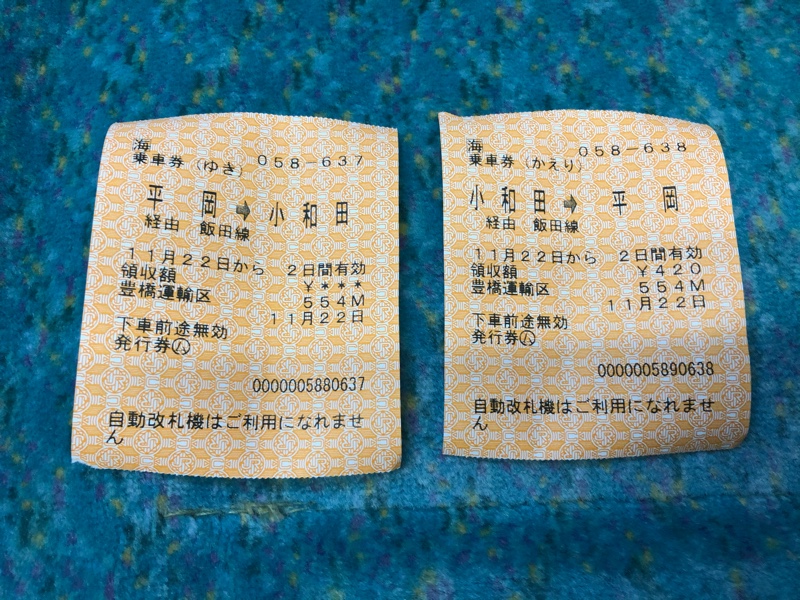 海
乗車券（ゆき） ０５８－６３７
平岡➡小和田
経由 飯田線
１１月２２日から ２日間有効
領収額 ￥＊＊＊
豊橋運輸区 ５５４Ｍ
１１月２２日
下車前途無効
発行券Ⓐ
0000005880637
自動改札機はご利用になれませ
ん
海
乗車券（かえり） ０５８－６３８
小和田➡平岡
経由 飯田線
１１月２２日から ２日間有効
領収額 ￥４２０
豊橋運輸区 ５５４Ｍ
１１月２２日
下車前途無効
発行券㋰
0000005890638
自動改札機はご利用になれませ
ん